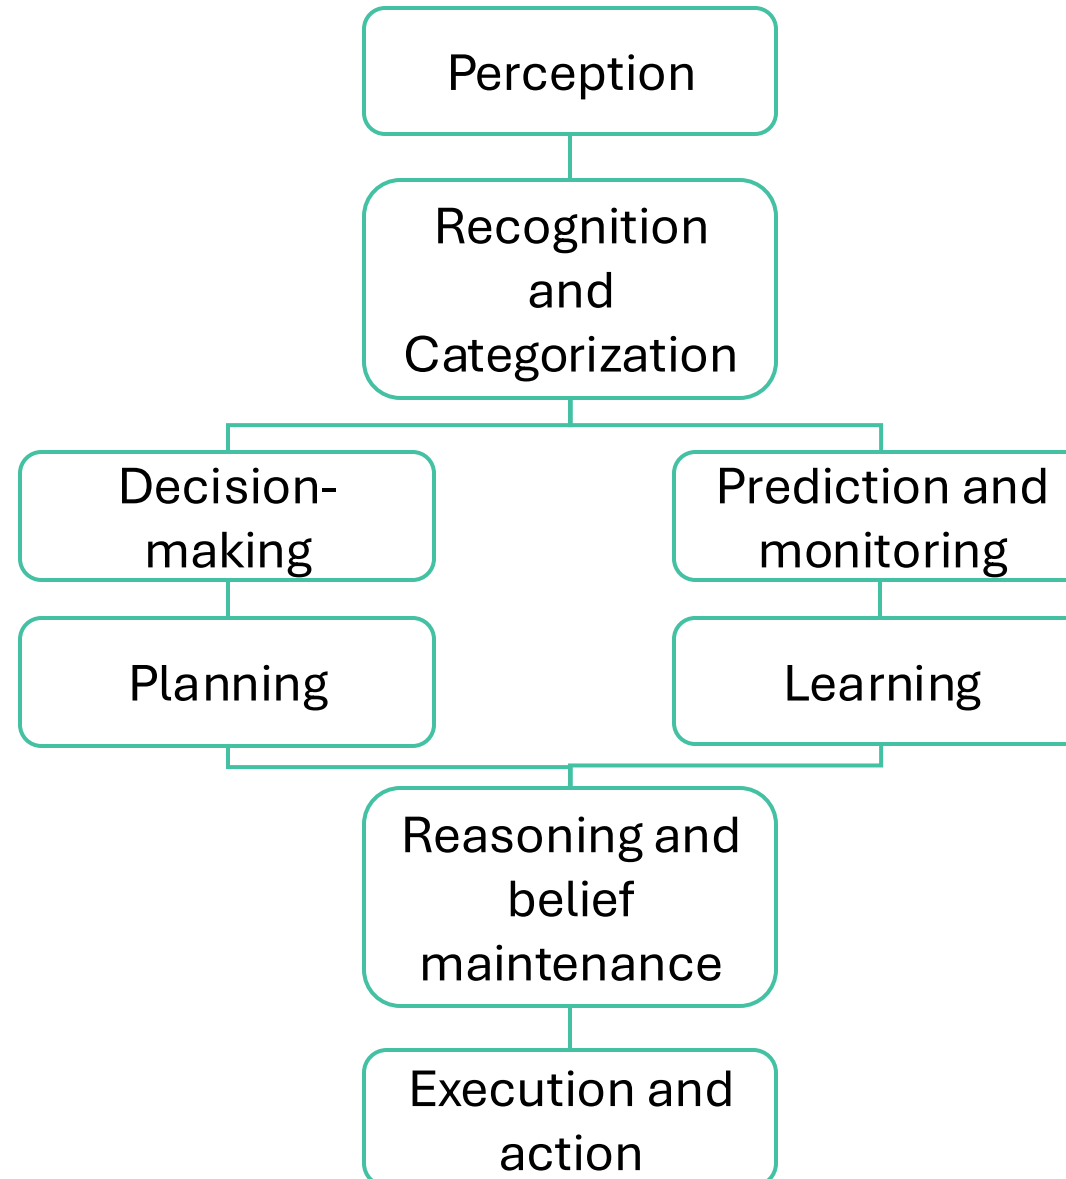 Perception
Recognition
and
Categorization
Decision-
making
Prediction and
monitoring
Planning
Learning
Reasoning and
belief
maintenance
Execution and
action